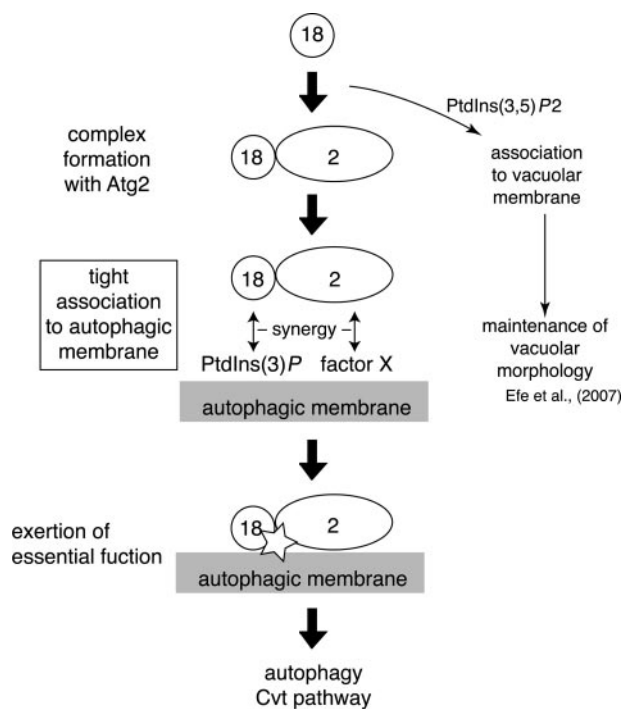 18
PtdIns(3,5)P2
complex
formation
with Atg2
18 2
association
to vacuolar
membrane
tight
association
to autophagic
membrane
18 2
synergy
PtdIns(3)P factor X
autophagic membrane
maintenance of
vacuolar
morphology
Efe et al., (2007)
exertion of
essential fuction
18 2
autophagic membrane
autophagy
Cvt pathway